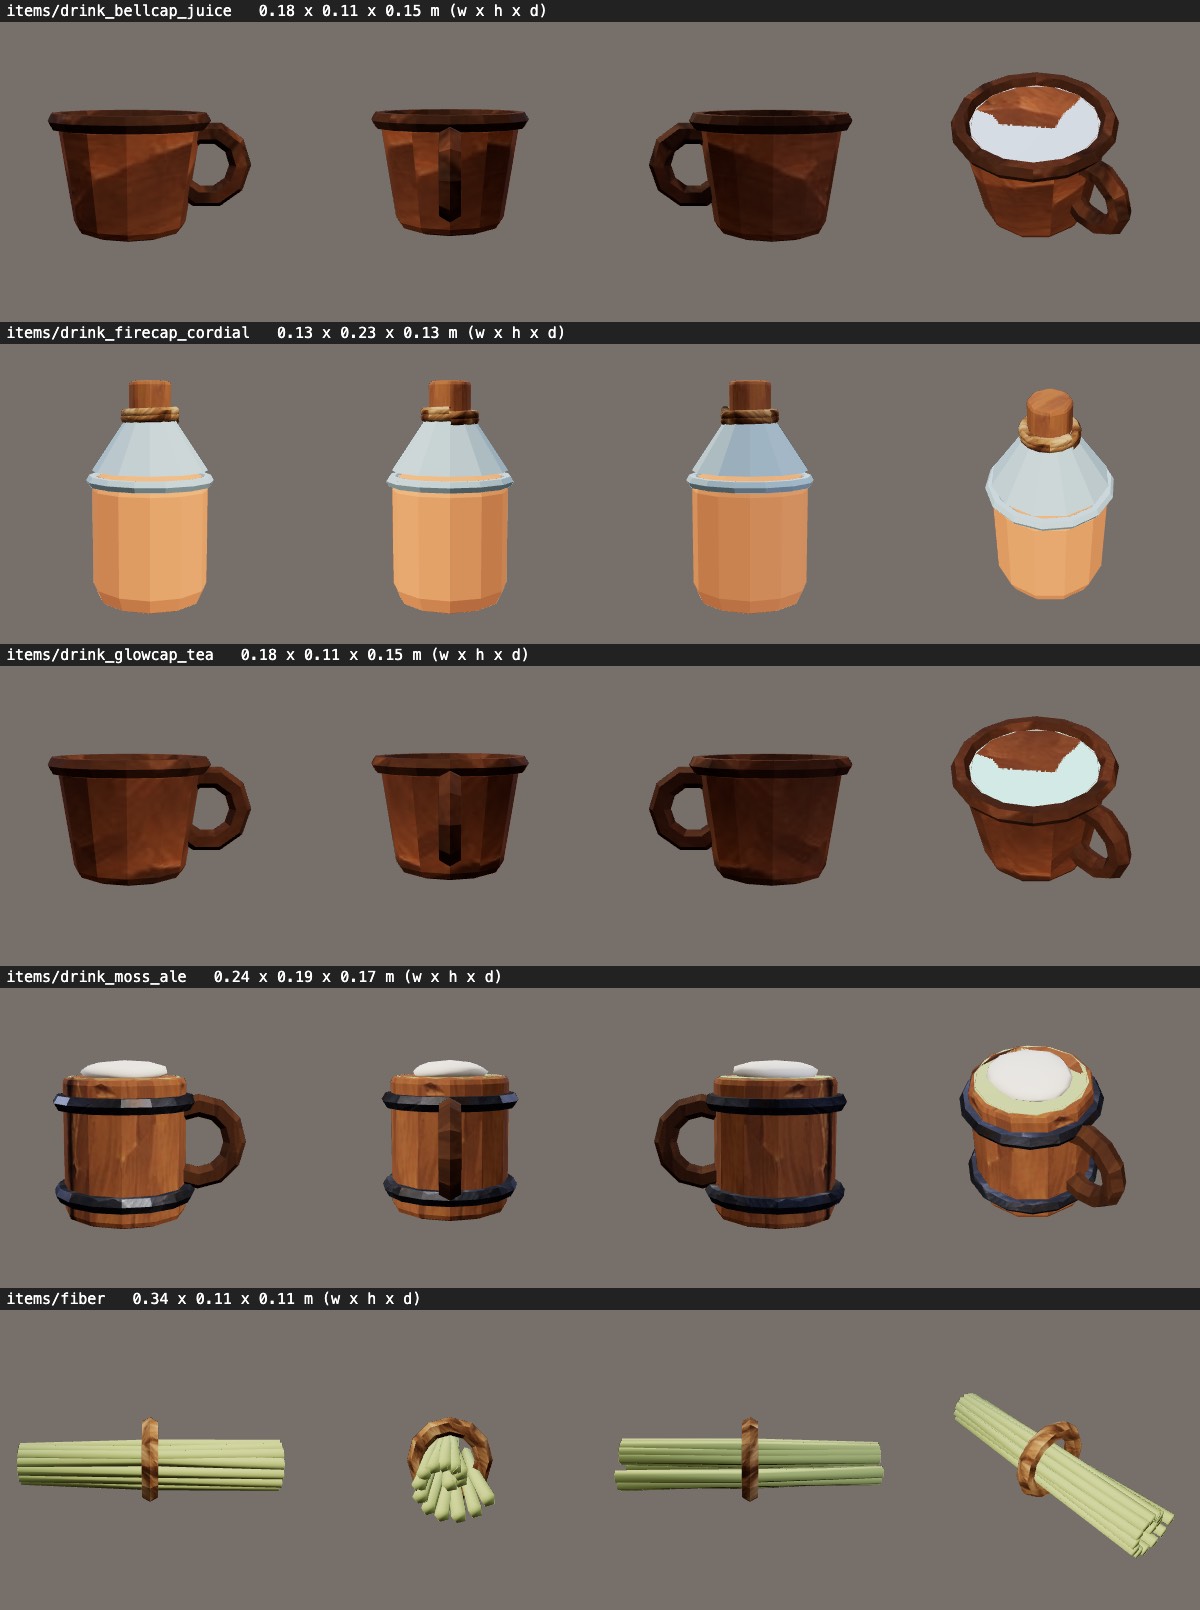 items/drink_bellcap_juice   0.18 x 0.11 x 0.15 m (w x h x d)
items/drink_firecap_cordial   0.13 x 0.23 x 0.13 m (w x h x d)
items/drink_glowcap_tea   0.18 x 0.11 x 0.15 m (w x h x d)
items/drink_moss_ale   0.24 x 0.19 x 0.17 m (w x h x d)
items/fiber   0.34 x 0.11 x 0.11 m (w x h x d)